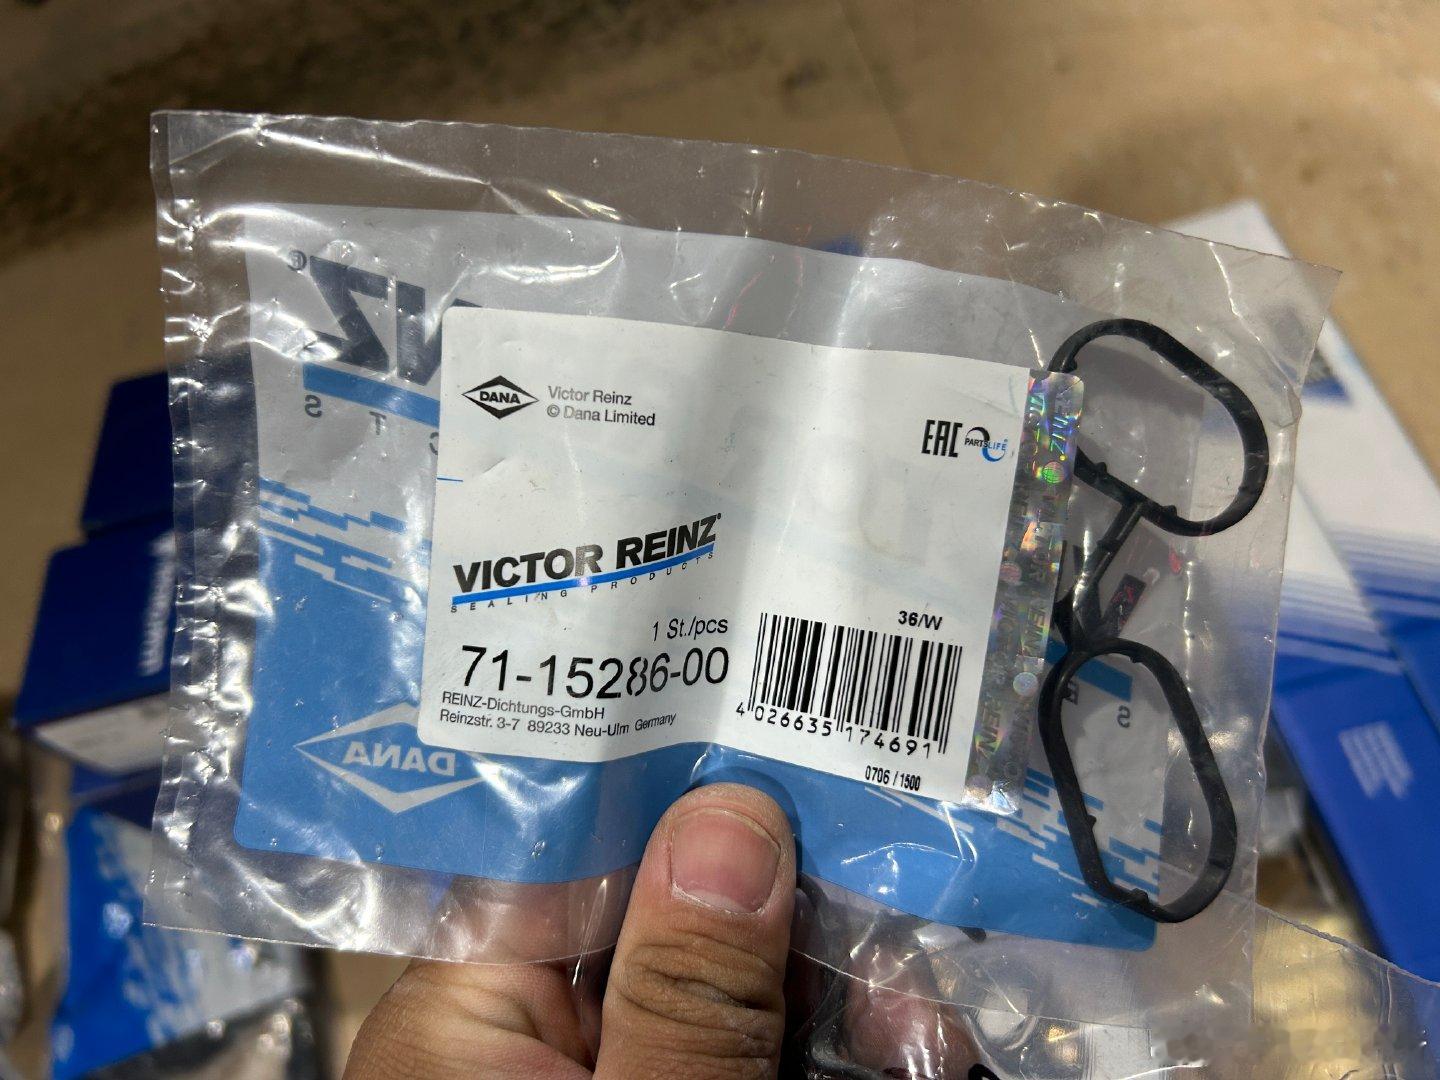 DANA
Victor Reinz
© Dana Limited
EAC
PARTSLIFE
VICTOR REINZ
SEALING PRODUCTS
1 St./pcs
71-15286-00
36/W
REINZ-Dichtungs-GmbH
Reinzstr. 3-7 89233 Neu-Ulm Germany
4 026635 174691
0706 / 1500
DANA